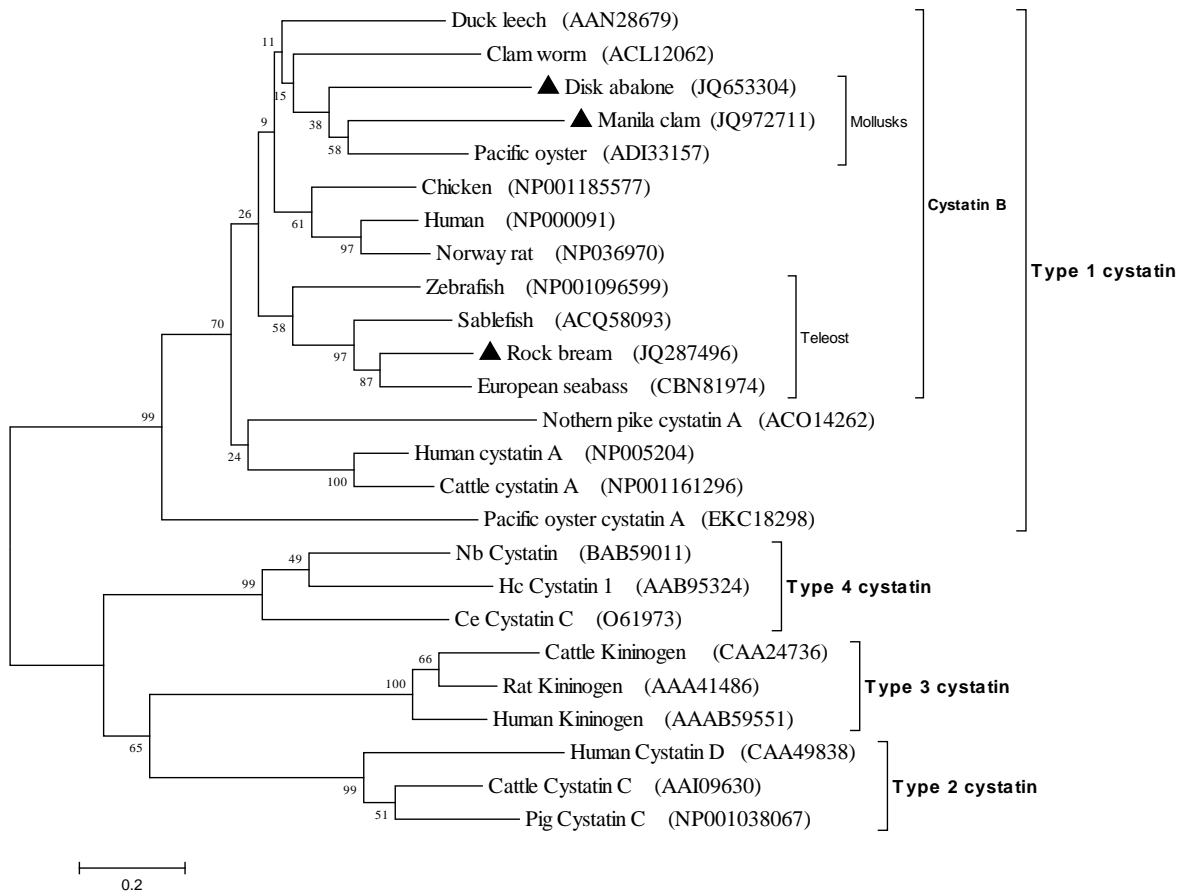 Duck leech (AAN28679)
11
Clam worm (ACL12062)
15
Disk abalone (JQ653304)
38
Manila clam (JQ972711)
Mollusks
58
Pacific oyster (ADI33157)
9
Chicken (NP001185577)
61
Human (NP000091)
97
Norway rat (NP036970)
Cystatin B
26
Zebrafish (NP001096599)
58
Sablefish (ACQ58093)
97
Rock bream (JQ287496)
Teleost
87
European seabass (CBN81974)
Type 1 cystatin
70
Nothern pike cystatin A (ACO14262)
24
Human cystatin A (NP005204)
100
Cattle cystatin A (NP001161296)
99
Pacific oyster cystatin A (EKC18298)
Nb Cystatin (BAB59011)
49
Hc Cystatin 1 (AAB95324)
99
Ce Cystatin C (O61973)
Type 4 cystatin
Cattle Kininogen (CAA24736)
66
Rat Kininogen (AAA41486)
100
Human Kininogen (AAAB59551)
Type 3 cystatin
65
Human Cystatin D (CAA49838)
99
Cattle Cystatin C (AAI09630)
51
Pig Cystatin C (NP001038067)
Type 2 cystatin
0.2